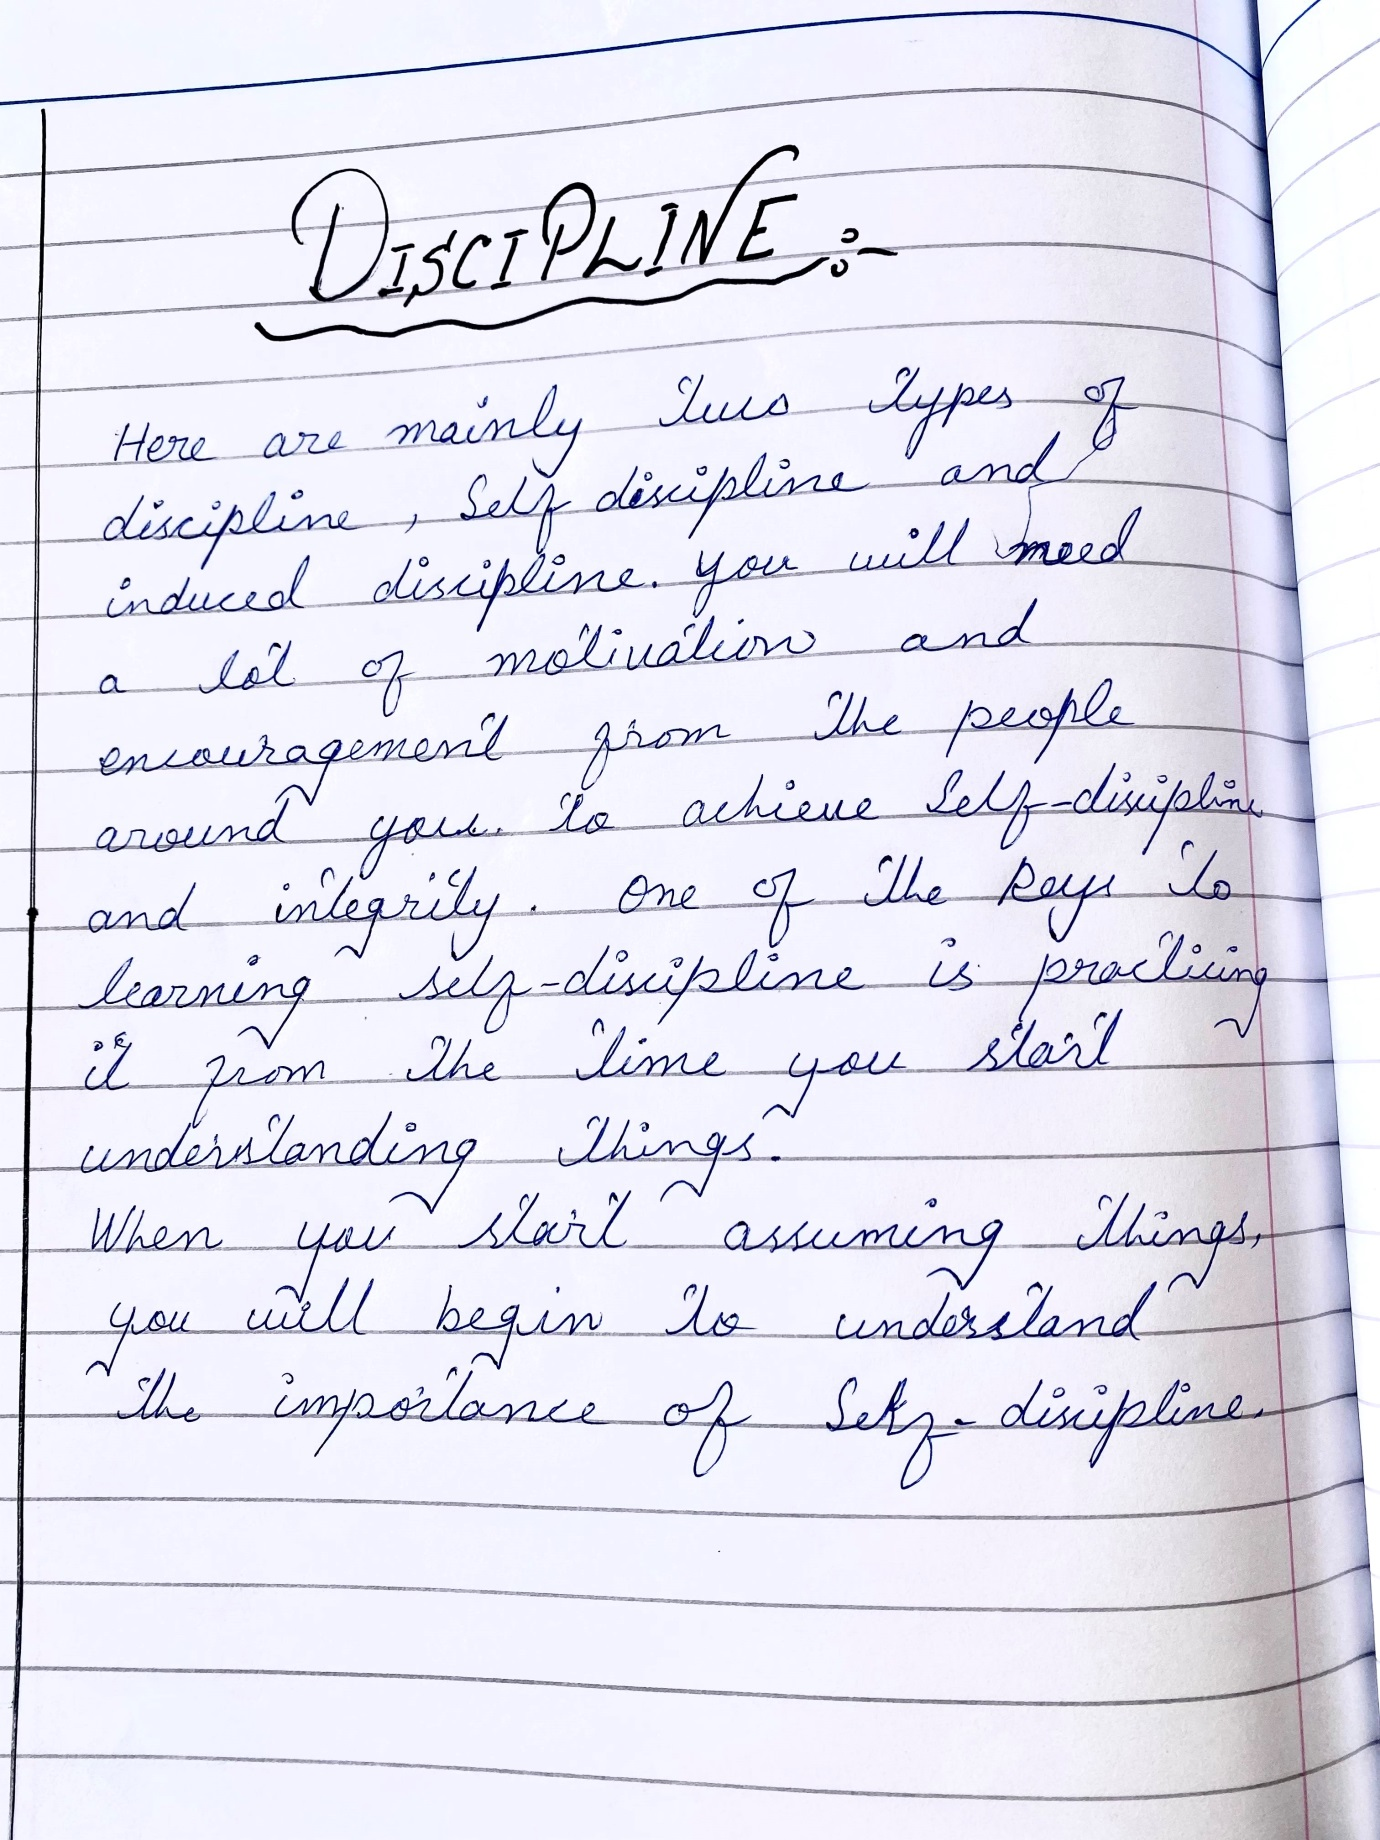 DISCIPLINE :-
Here are mainly two types of
discipline, Self discipline and
induced discipline. you will need
a lot of motivation and
encouragement from the people
around you. to achieve Self-discipline
and integrity. One of the Keys to
learning self-discipline is practicing
it from the time you start
understanding things.
When you start assuming things,
you will begin to understand
the importance of Self-discipline.